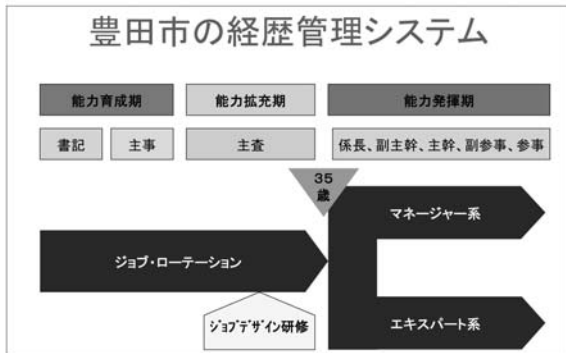 豊田市の経歴管理システム
能力育成期
能力拡充期
能力発揮期
書記
主事
主査
係長、副主幹、主幹、副参事、参事
35
歳
マネージャー系
ジョブ・ローテーション
ｼﾞｮﾌﾞﾃﾞｻﾞｲﾝ研修
エキスパート系